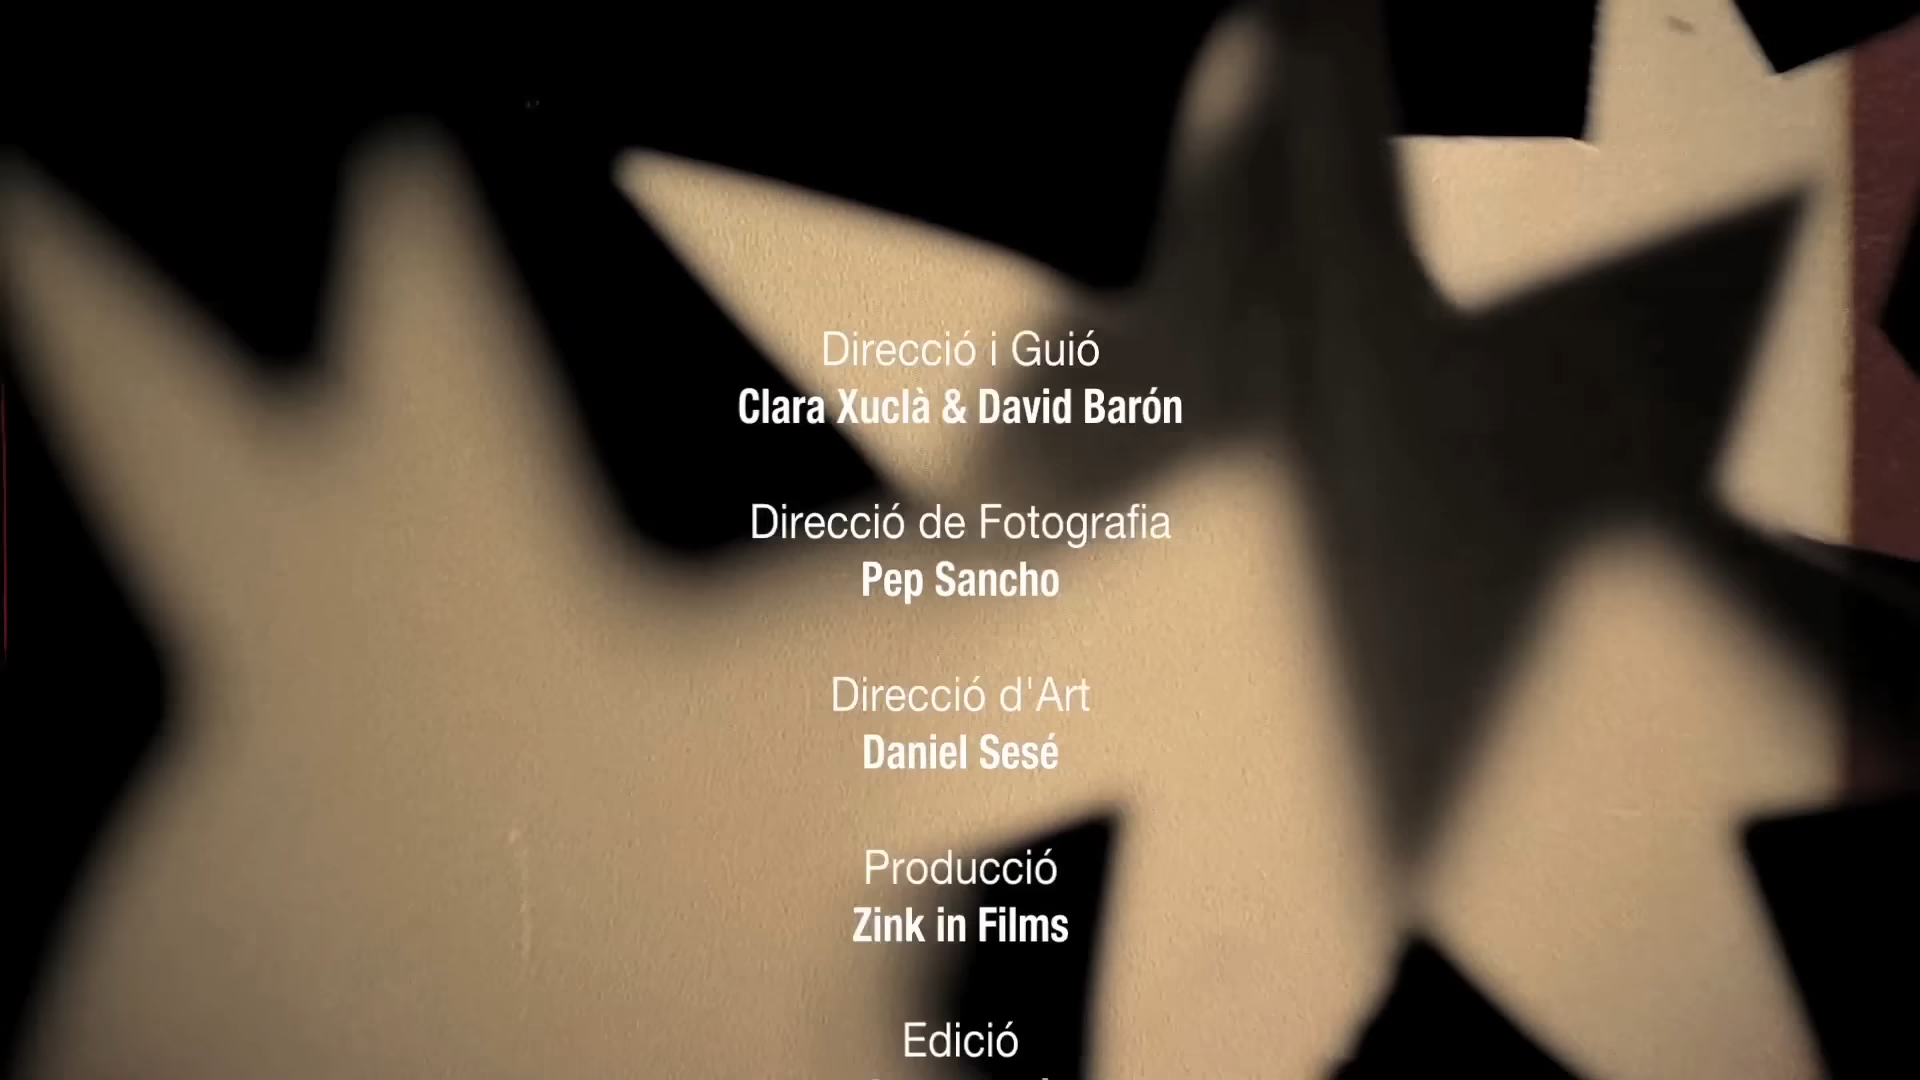 Direcció i Guió
Clara Xuclà & David Barón
Direcció de Fotografia
Pep Sancho
Direcció d'Art
Daniel Sesé
Producció
Zink in Films
Edició